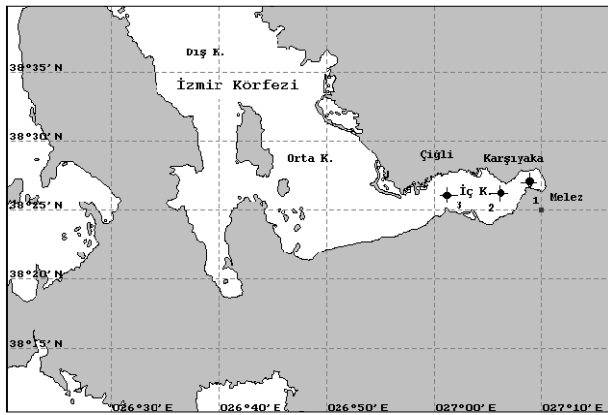 Dış K.
38°35' N
İzmir Körfezi
38°30' N
Orta K.
Çiğli
Karşıyaka
İç K.
3
2
1
Melez
38°25' N
38°20' N
38°15' N
026°30' E
026°40' E
026°50' E
027°00' E
027°10' E